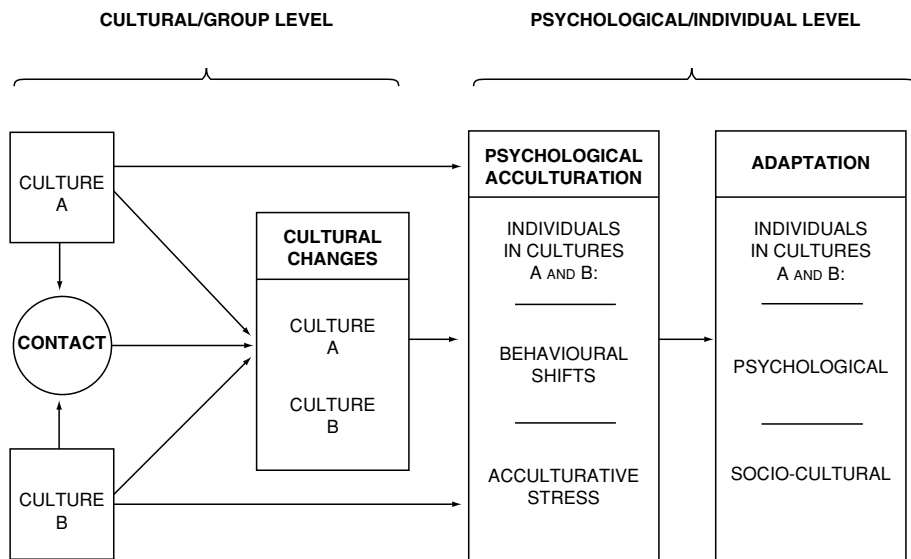 CULTURAL/GROUP LEVEL
PSYCHOLOGICAL/INDIVIDUAL LEVEL
CULTURE
A
CONTACT
CULTURE
B
CULTURAL
CHANGES
CULTURE
A
CULTURE
B
PSYCHOLOGICAL
ACCULTURATION
INDIVIDUALS
IN CULTURES
A AND B:
BEHAVIOURAL
SHIFTS
ACCULTURATIVE
STRESS
ADAPTATION
INDIVIDUALS
IN CULTURES
A AND B:
PSYCHOLOGICAL
SOCIO-CULTURAL